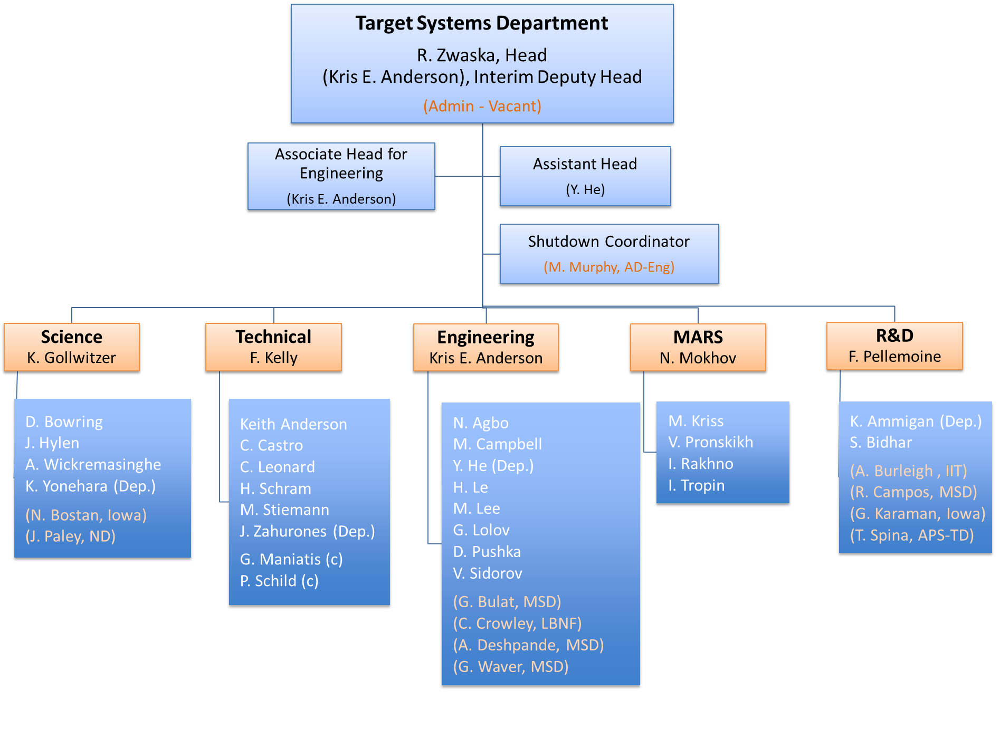 Target Systems Department
R. Zwaska, Head
(Kris E. Anderson), Interim Deputy Head
(Admin - Vacant)
Associate Head for
Engineering
(Kris E. Anderson)
Assistant Head
(Y. He)
Shutdown Coordinator
(M. Murphy, AD-Eng)
Science
K. Gollwitzer
D. Bowring
J. Hylen
A. Wickremasinghe
K. Yonehara (Dep.)
(N. Bostan, Iowa)
(J. Paley, ND)
Technical
F. Kelly
Keith Anderson
C. Castro
C. Leonard
H. Schram
M. Stiemann
J. Zahurones (Dep.)
G. Maniatis (c)
P. Schild (c)
Engineering
Kris E. Anderson
N. Agbo
M. Campbell
Y. He (Dep.)
H. Le
M. Lee
G. Lolov
D. Pushka
V. Sidorov
(G. Bulat, MSD)
(C. Crowley, LBNF)
(A. Deshpande, MSD)
(G. Waver, MSD)
MARS
N. Mokhov
M. Kriss
V. Pronskikh
I. Rakhno
I. Tropin
R&D
F. Pellemoine
K. Ammigan (Dep.)
S. Bidhar
(A. Burleigh , IIT)
(R. Campos, MSD)
(G. Karaman, Iowa)
(T. Spina, APS-TD)